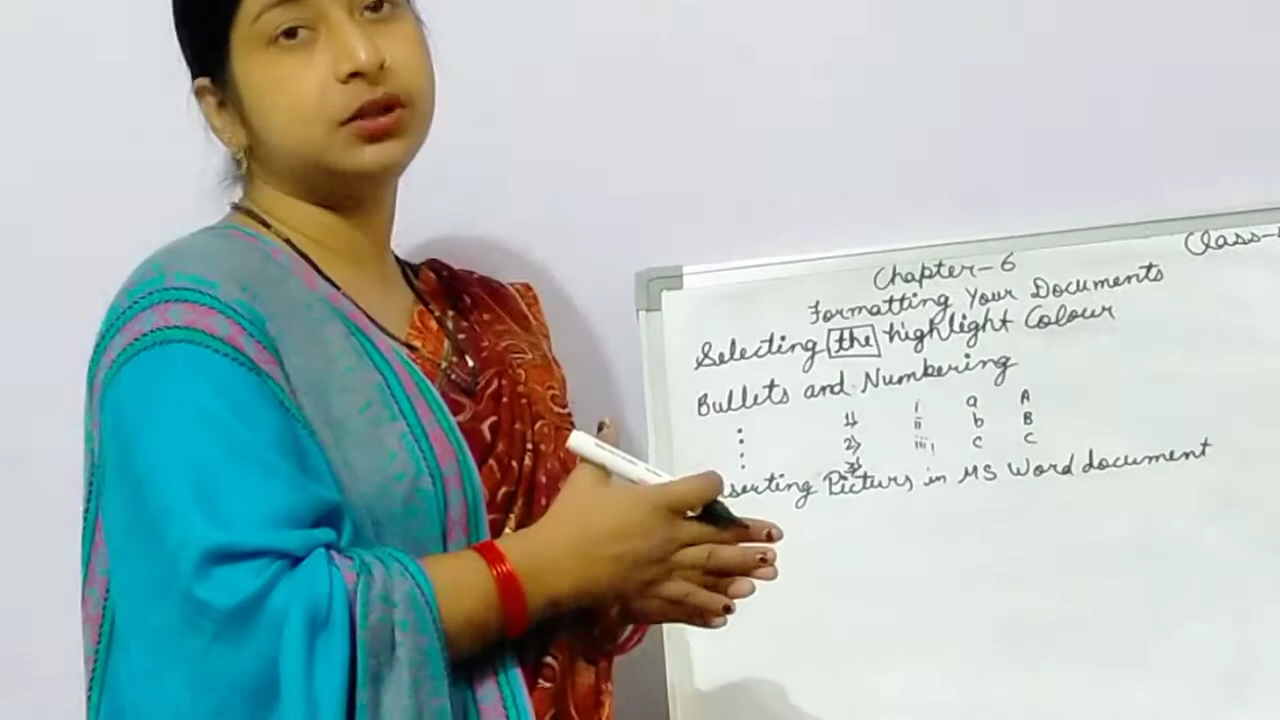 Class-
Chapter-6
Formatting Your Documents
Selecting the highlight Colour
Bullets and Numbering
• 1) i a A
• 2) ii b B
• 3) iii c C
serting Picturs in MS Word document